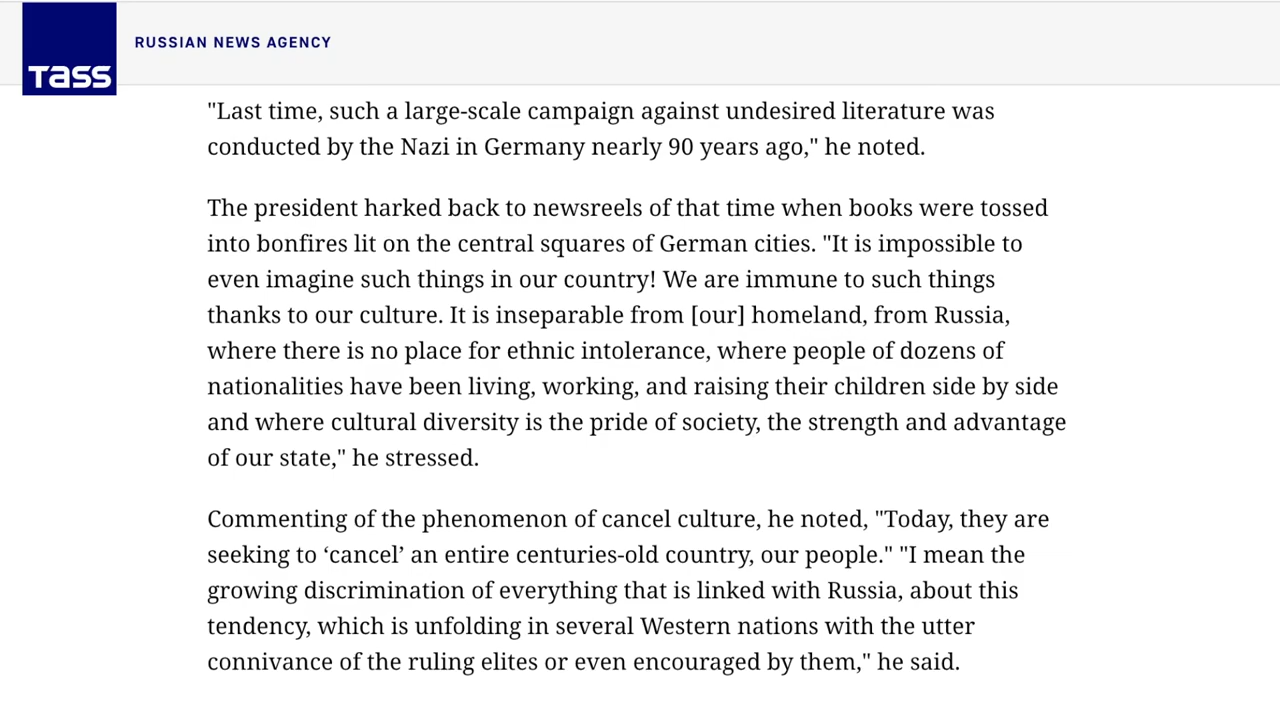 TASS
RUSSIAN NEWS AGENCY
"Last time, such a large-scale campaign against undesired literature was
conducted by the Nazi in Germany nearly 90 years ago," he noted.
The president harked back to newsreels of that time when books were tossed
into bonfires lit on the central squares of German cities. "It is impossible to
even imagine such things in our country! We are immune to such things
thanks to our culture. It is inseparable from [our] homeland, from Russia,
where there is no place for ethnic intolerance, where people of dozens of
nationalities have been living, working, and raising their children side by side
and where cultural diversity is the pride of society, the strength and advantage
of our state," he stressed.
Commenting of the phenomenon of cancel culture, he noted, "Today, they are
seeking to ‘cancel’ an entire centuries-old country, our people." "I mean the
growing discrimination of everything that is linked with Russia, about this
tendency, which is unfolding in several Western nations with the utter
connivance of the ruling elites or even encouraged by them," he said.